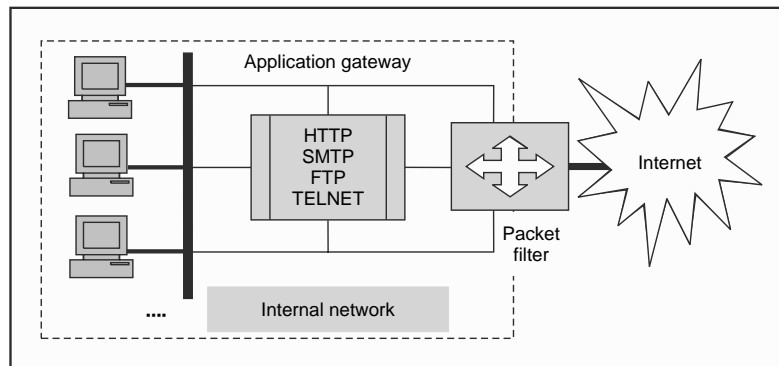 Application gateway
HTTP
SMTP
FTP
TELNET
Internet
Packet
filter
....
Internal network